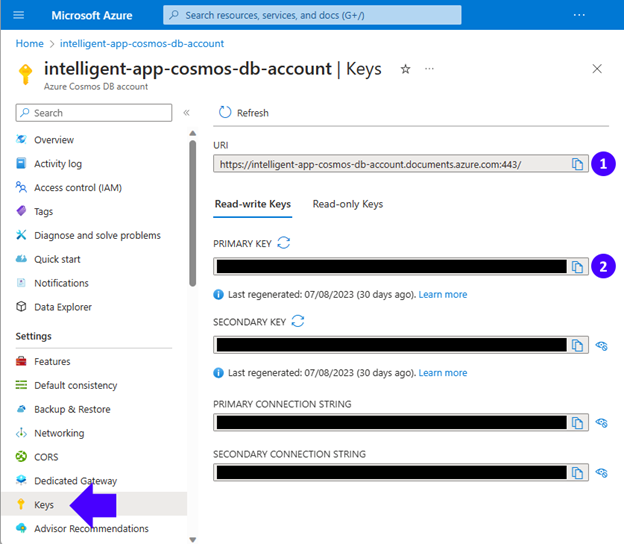 Microsoft Azure
Search resources, services, and docs (G+/)
...
Home > intelligent-app-cosmos-db-account
intelligent-app-cosmos-db-account | Keys
...
Azure Cosmos DB account
Search
«
Refresh
Overview
Activity log
Access control (IAM)
Tags
Diagnose and solve problems
Quick start
Notifications
Data Explorer
Settings
Features
Default consistency
Backup & Restore
Networking
CORS
Dedicated Gateway
Keys
Advisor Recommendations
URI
https://intelligent-app-cosmos-db-account.documents.azure.com:443/
1
Read-write Keys
Read-only Keys
PRIMARY KEY
2
Last regenerated: 07/08/2023 (30 days ago). Learn more
SECONDARY KEY
Last regenerated: 07/08/2023 (30 days ago). Learn more
PRIMARY CONNECTION STRING
SECONDARY CONNECTION STRING